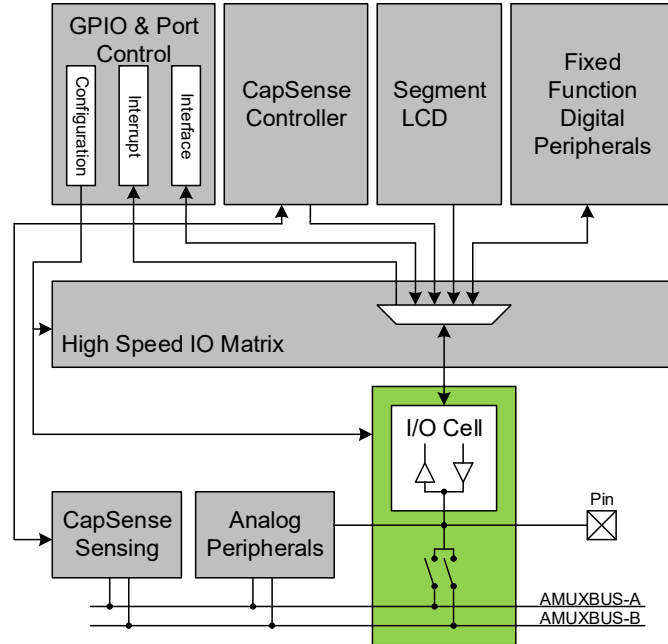 GPIO & Port
Control
Configuration
Interrupt
Interface
CapSense
Controller
Segment
LCD
Fixed
Function
Digital
Peripherals
High Speed IO Matrix
I/O Cell
CapSense
Sensing
Analog
Peripherals
Pin
AMUXBUS-A
AMUXBUS-B